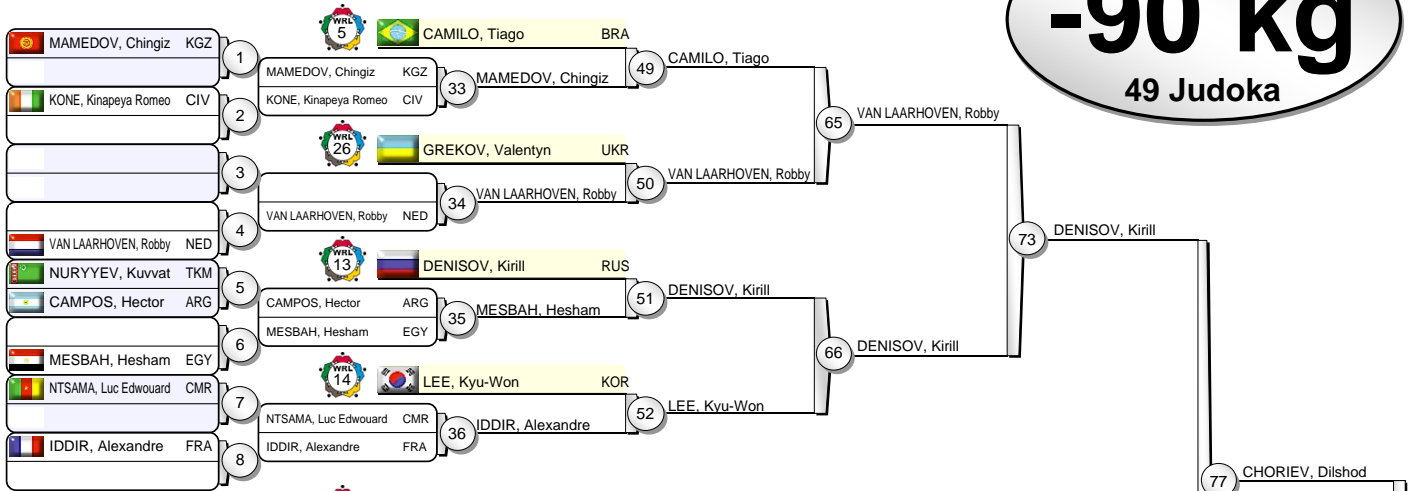 -90 kg
49 Judoka
WRL
5
CAMILO, Tiago BRA
MAMEDOV, Chingiz KGZ
1
49
CAMILO, Tiago
MAMEDOV, Chingiz KGZ
33
MAMEDOV, Chingiz
KONE, Kinapeya Romeo CIV
KONE, Kinapeya Romeo CIV
2
65
VAN LAARHOVEN, Robby
WRL
26
GREKOV, Valentyn UKR
3
50
VAN LAARHOVEN, Robby
34
VAN LAARHOVEN, Robby
VAN LAARHOVEN, Robby NED
4
VAN LAARHOVEN, Robby NED
73
DENISOV, Kirill
WRL
13
DENISOV, Kirill RUS
NURYYEV, Kuvvat TKM
5
51
DENISOV, Kirill
CAMPOS, Hector ARG
CAMPOS, Hector ARG
35
MESBAH, Hesham
MESBAH, Hesham EGY
6
66
DENISOV, Kirill
MESBAH, Hesham EGY
WRL
14
LEE, Kyu-Won KOR
NTSAMA, Luc Edwouard CMR
7
52
LEE, Kyu-Won
NTSAMA, Luc Edwouard CMR
36
IDDIR, Alexandre
IDDIR, Alexandre FRA
IDDIR, Alexandre FRA
8
77
CHORIEV, Dilshod